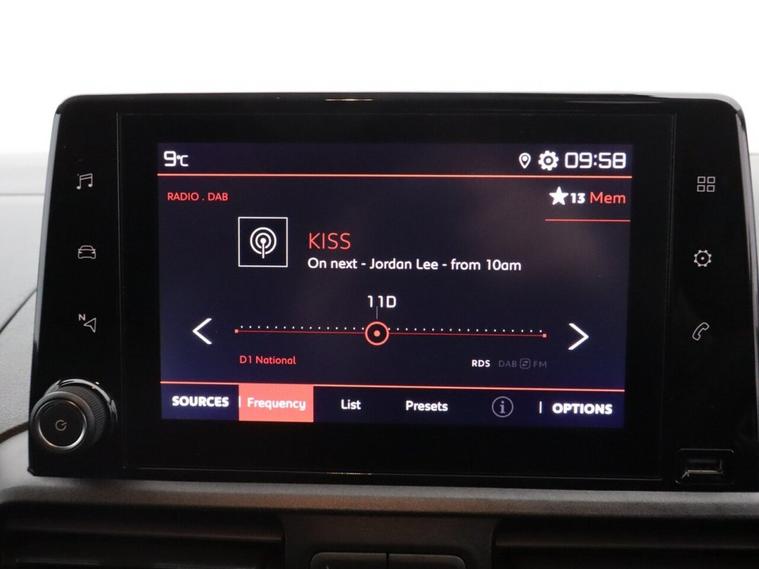 9°C 09:58
RADIO . DAB 13 Mem
KISS
On next - Jordan Lee - from 10am
11D
D1 National RDS DAB FM
SOURCES Frequency List Presets i OPTIONS
N